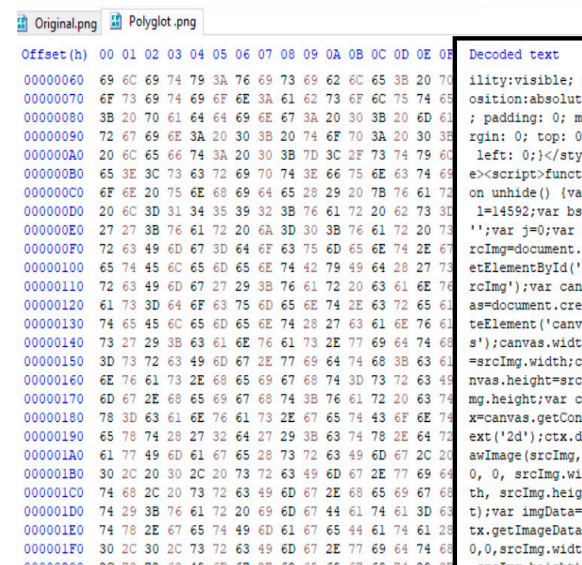 Original.png Polyglot .png
Offset(h) 00 01 02 03 04 05 06 07 08 09 0A 0B 0C 0D 0E 0F Decoded text
00000060 69 6C 69 74 79 3A 76 69 73 69 62 6C 65 3B 20 70 ility:visible;
00000070 6F 73 69 74 69 6F 6E 3A 61 62 73 6F 6C 75 74 65 osition:absolut
00000080 3B 20 70 61 64 64 69 6E 67 3A 20 30 3B 20 6D 61 ; padding: 0; m
00000090 72 67 69 6E 3A 20 30 3B 20 74 6F 70 3A 20 30 3B rgin: 0; top: 0
000000A0 20 6C 65 66 74 3A 20 30 3B 7D 3C 2F 73 74 79 6C left: 0;}</sty
000000B0 65 3E 3C 73 63 72 69 70 74 3E 66 75 6E 63 74 69 e><script>funct
000000C0 6F 6E 20 75 6E 68 69 64 65 28 29 20 7B 76 61 72 on unhide() {va
000000D0 20 6C 3D 31 34 35 39 32 3B 76 61 72 20 62 73 3D l=14592;var bs
000000E0 27 27 3B 76 61 72 20 6A 3D 30 3B 76 61 72 20 73 '';var j=0;var
000000F0 72 63 49 6D 67 3D 64 6F 63 75 6D 65 6E 74 2E 67 rcImg=document.
00000100 65 74 45 6C 65 6D 65 6E 74 42 79 49 64 28 27 73 etElementById('
00000110 72 63 49 6D 67 27 29 3B 76 61 72 20 63 61 6E 76 rcImg');var can
00000120 61 73 3D 64 6F 63 75 6D 65 6E 74 2E 63 72 65 61 as=document.cre
00000130 74 65 45 6C 65 6D 65 6E 74 28 27 63 61 6E 76 61 teElement('canv
00000140 73 27 29 3B 63 61 6E 76 61 73 2E 77 69 64 74 68 s');canvas.widt
00000150 3D 73 72 63 49 6D 67 2E 77 69 64 74 68 3B 63 61 =srcImg.width;c
00000160 6E 76 61 73 2E 68 65 69 67 68 74 3D 73 72 63 49 nvas.height=src
00000170 6D 67 2E 68 65 69 67 68 74 3B 76 61 72 20 63 74 mg.height;var c
00000180 78 3D 63 61 6E 76 61 73 2E 67 65 74 43 6F 6E 74 x=canvas.getCon
00000190 65 78 74 28 27 32 64 27 29 3B 63 74 78 2E 64 72 ext('2d');ctx.d
000001A0 61 77 49 6D 61 67 65 28 73 72 63 49 6D 67 2C 20 awImage(srcImg,
000001B0 30 2C 20 30 2C 20 73 72 63 49 6D 67 2E 77 69 64 0, 0, srcImg.wi
000001C0 74 68 2C 20 73 72 63 49 6D 67 2E 68 65 69 67 68 th, srcImg.heig
000001D0 74 29 3B 76 61 72 20 69 6D 67 44 61 74 61 3D 63 t);var imgData=
000001E0 74 78 2E 67 65 74 49 6D 61 67 65 44 61 74 61 28 tx.getImageData
000001F0 30 2C 30 2C 73 72 63 49 6D 67 2E 77 69 64 74 68 0,0,srcImg.widt